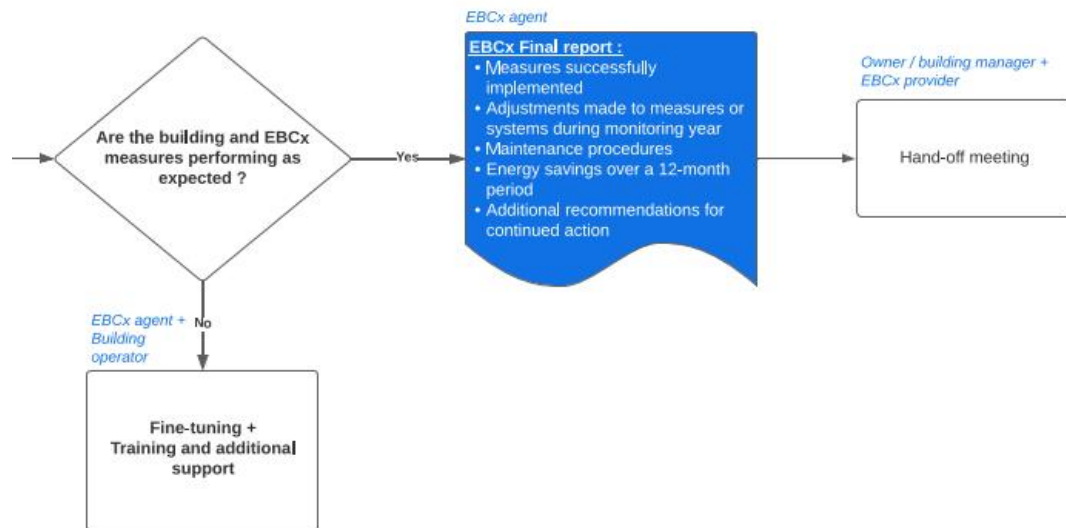 EBCx agent
EBCx Final report :
• Measures successfully
implemented
• Adjustments made to measures or
systems during monitoring year
• Maintenance procedures
• Energy savings over a 12-month
period
• Additional recommendations for
continued action
Owner / building manager +
EBCx provider
Hand-off meeting
Are the building and EBCx
measures performing as
expected ?
Yes
No
EBCx agent +
Building
operator
Fine-tuning +
Training and additional
support